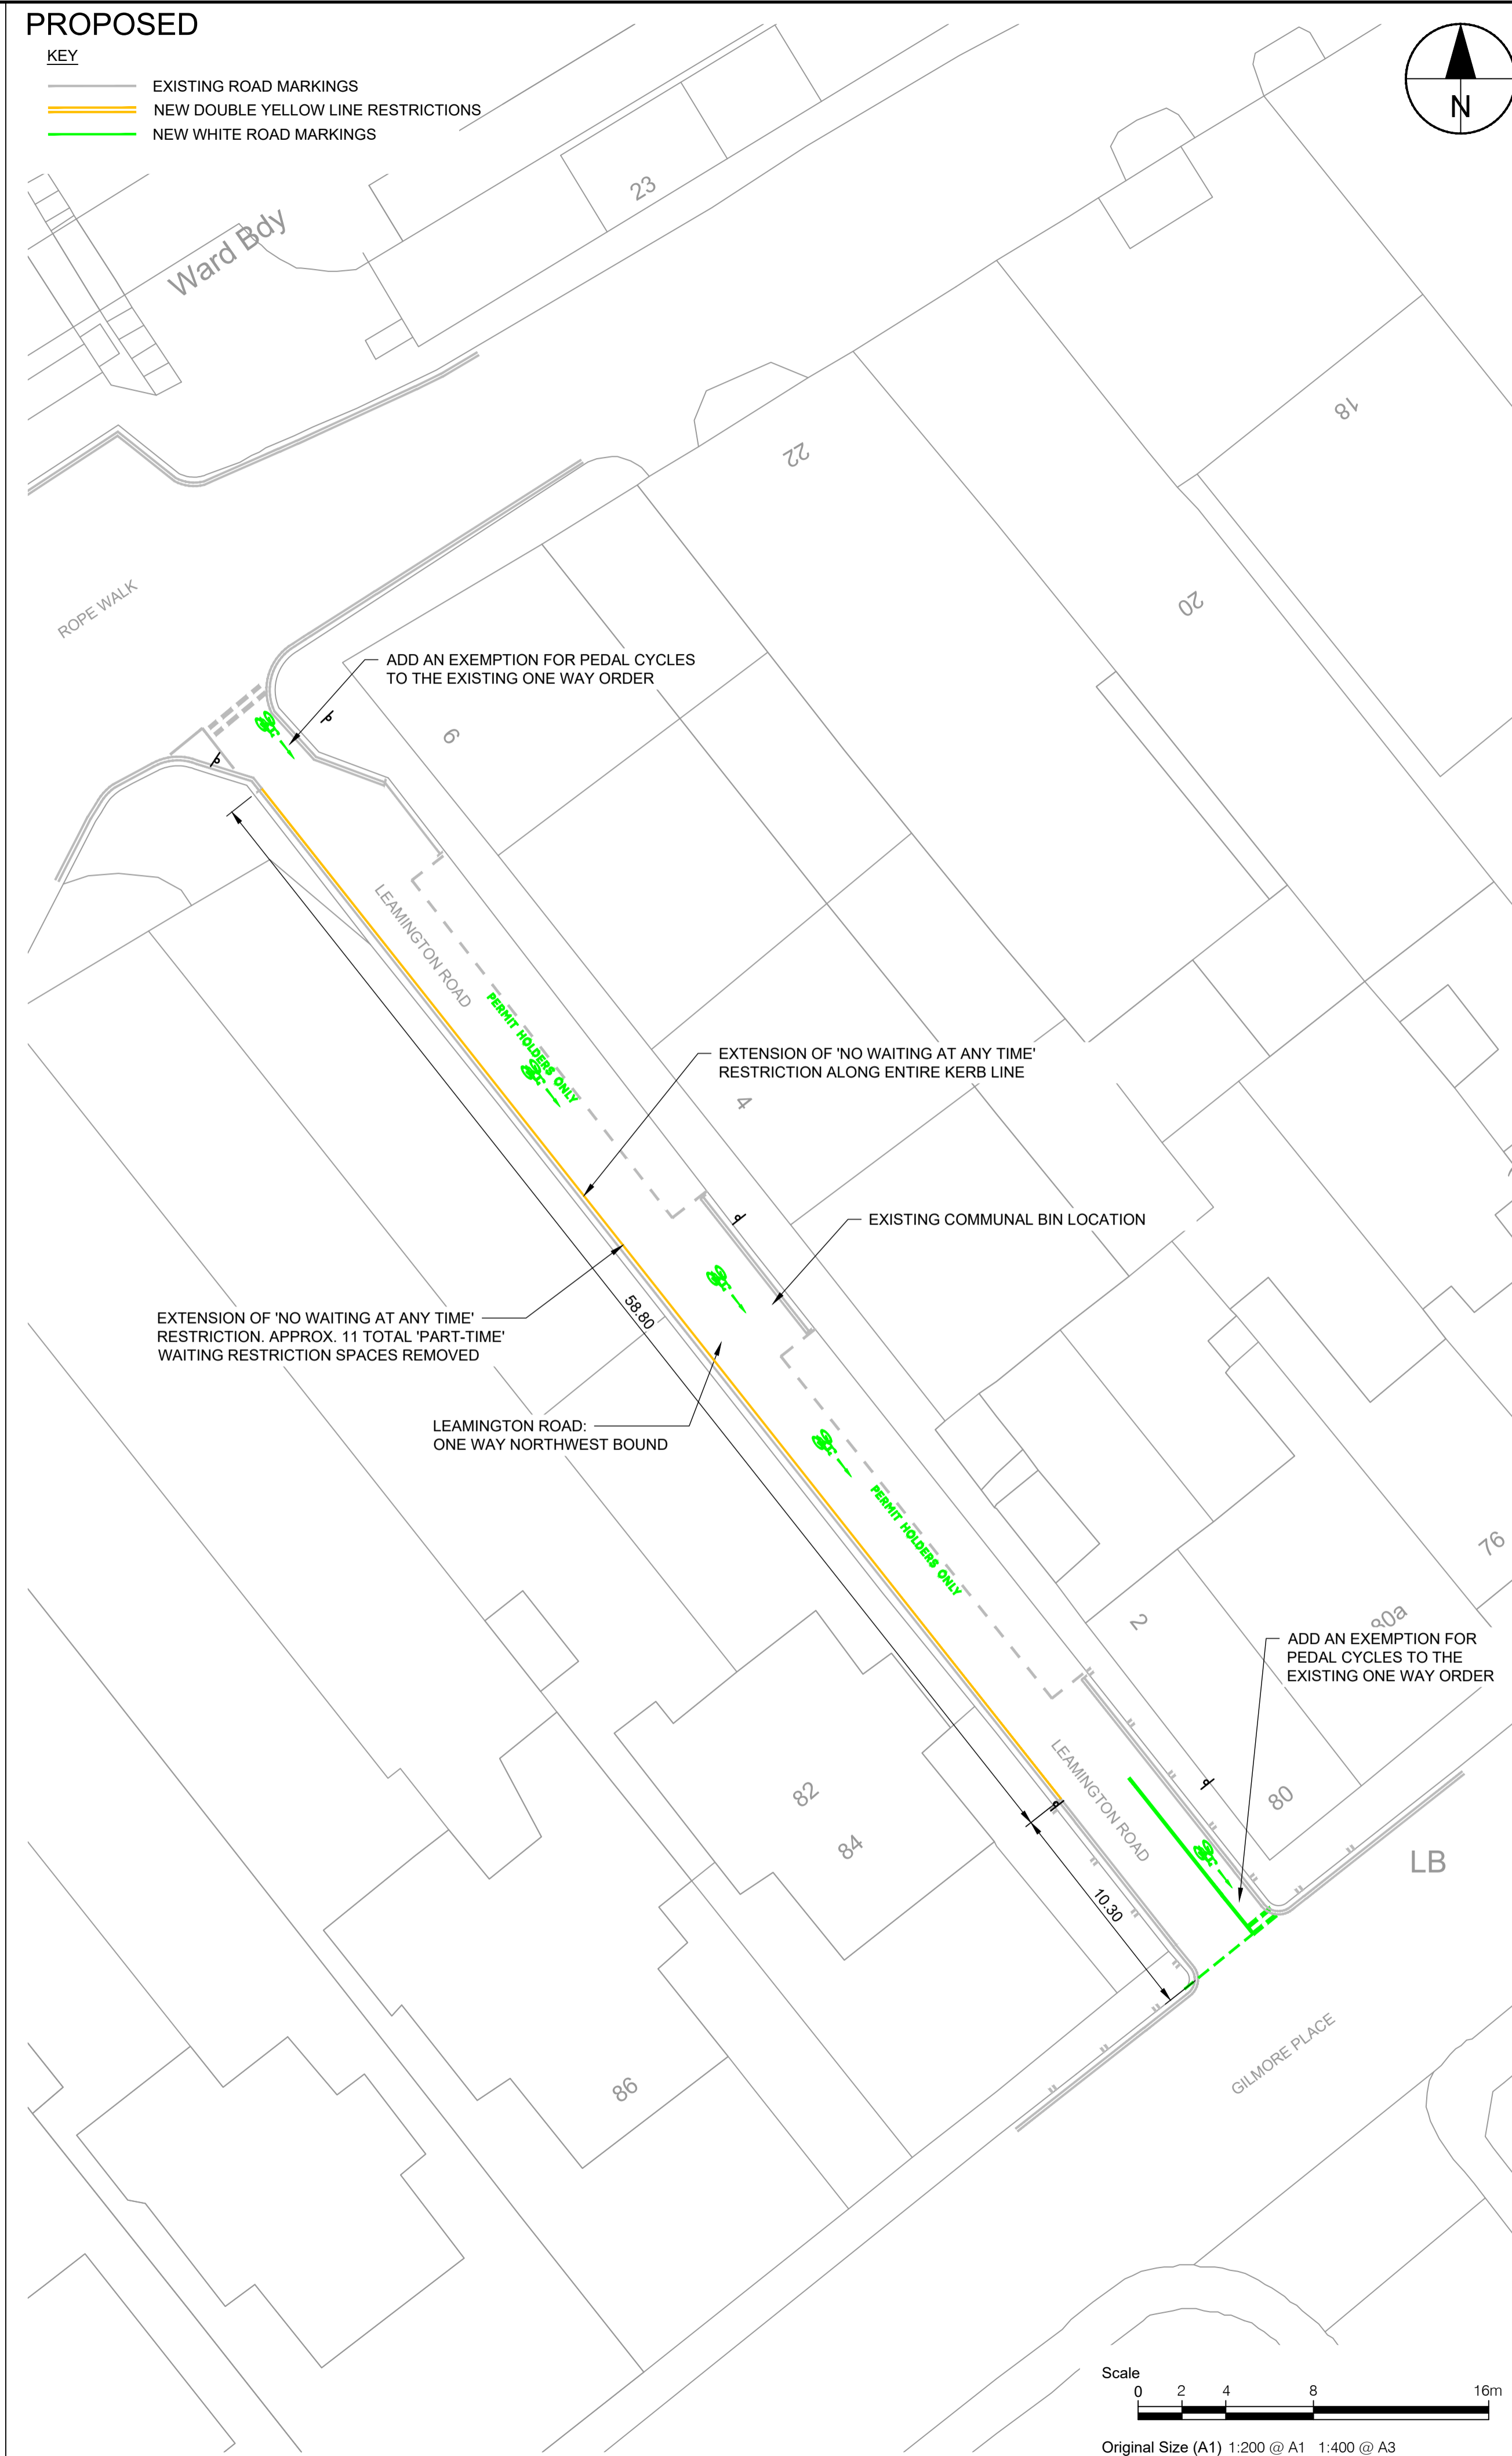 PROPOSED
KEY
EXISTING ROAD MARKINGS
NEW DOUBLE YELLOW LINE RESTRICTIONS
NEW WHITE ROAD MARKINGS
N
Ward Bdy
23
18
22
20
ROPE WALK
ADD AN EXEMPTION FOR PEDAL CYCLES
TO THE EXISTING ONE WAY ORDER
6
LEAMINGTON ROAD
PERMIT HOLDERS ONLY
EXTENSION OF 'NO WAITING AT ANY TIME'
RESTRICTION ALONG ENTIRE KERB LINE
4
EXISTING COMMUNAL BIN LOCATION
58.80
EXTENSION OF 'NO WAITING AT ANY TIME'
RESTRICTION. APPROX. 11 TOTAL 'PART-TIME'
WAITING RESTRICTION SPACES REMOVED
LEAMINGTON ROAD:
ONE WAY NORTHWEST BOUND
PERMIT HOLDERS ONLY
76
2
80a
ADD AN EXEMPTION FOR
PEDAL CYCLES TO THE
EXISTING ONE WAY ORDER
LEAMINGTON ROAD
82
80
84
LB
10.30
GILMORE PLACE
86
Scale
0 2 4 8 16m
Original Size (A1) 1:200 @ A1 1:400 @ A3